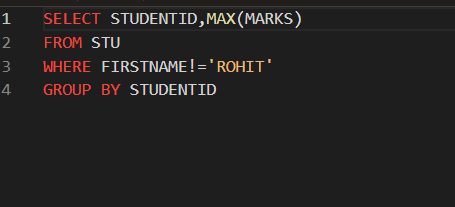 1 SELECT STUDENTID,MAX(MARKS)
2 FROM STU
3 WHERE FIRSTNAME!='ROHIT'
4 GROUP BY STUDENTID